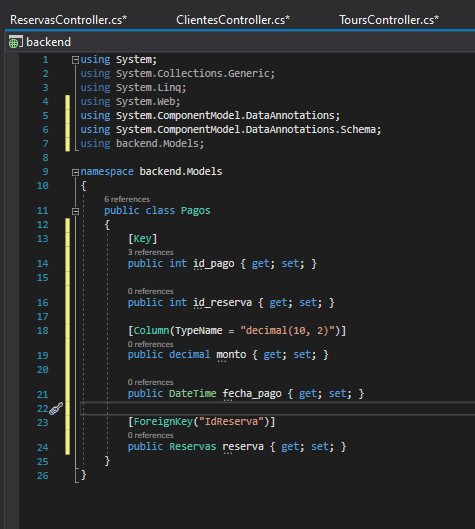 ReservasController.cs* ClientesController.cs* ToursController.cs*
backend
1 using System;
2 using System.Collections.Generic;
3 using System.Linq;
4 using System.Web;
5 using System.ComponentModel.DataAnnotations;
6 using System.ComponentModel.DataAnnotations.Schema;
7 using backend.Models;
8
9 namespace backend.Models
10 {
6 references
11 public class Pagos
12 {
13 [Key]
3 references
14 public int id_pago { get; set; }
15
0 references
16 public int id_reserva { get; set; }
17
18 [Column(TypeName = "decimal(10, 2)")]
0 references
19 public decimal monto { get; set; }
20
0 references
21 public DateTime fecha_pago { get; set; }
22
23 [ForeignKey("IdReserva")]
0 references
24 public Reservas reserva { get; set; }
25 }
26 }